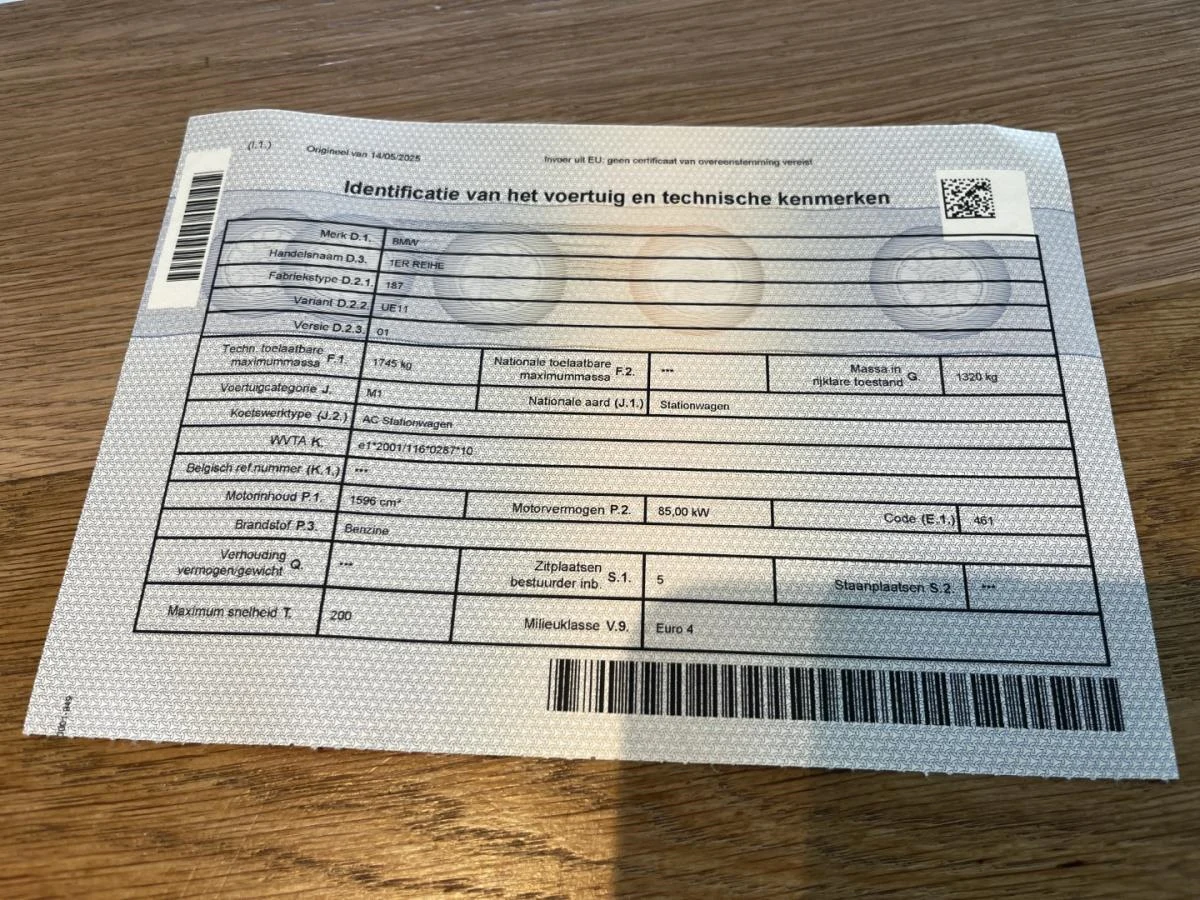 (I.1.) Origineel van 14/05/2025 Invoer uit EU: geen certificaat van overeenstemming vereist
Identificatie van het voertuig en technische kenmerken
Merk D.1. BMW
Handelsnaam D.3. 1ER REIHE
Fabriekstype D.2.1. 187
Variant D.2.2. UE11
Versie D.2.3. 01
Techn. toelaatbare maximummassa F.1. 1745 kg Nationale toelaatbare maximummassa F.2. --- Massa in rijklare toestand G. 1320 kg
Voertuigcategorie J. M1 Nationale aard (J.1.) Stationwagen
Koetswerktype (J.2.) AC Stationwagen
WVTA K. e1*2001/116*0287*10
Belgisch ref.nummer (K.1.) ---
Motorinhoud P.1. 1596 cm³ Motorvermogen P.2. 85,00 kW Code (E.1.) 461
Brandstof P.3. Benzine
Verhouding vermogen/gewicht Q. --- Zitplaatsen bestuurder inb. S.1. 5 Staanplaatsen S.2. ---
Maximum snelheid T. 200 Milieuklasse V.9. Euro 4